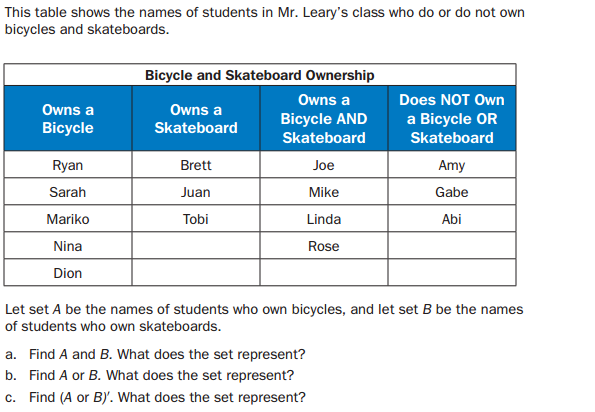 This table shows the names of students in Mr. Leary’s class who do or do not own
bicycles and skateboards.
Bicycle and Skateboard Ownership
Owns a
Bicycle
Owns a
Skateboard
Owns a
Bicycle AND
Skateboard
Does NOT Own
a Bicycle OR
Skateboard
Ryan Brett Joe Amy
Sarah Juan Mike Gabe
Mariko Tobi Linda Abi
Nina Rose
Dion
Let set A be the names of students who own bicycles, and let set B be the names
of students who own skateboards.
a. Find A and B. What does the set represent?
b. Find A or B. What does the set represent?
c. Find (A or B)′. What does the set represent?